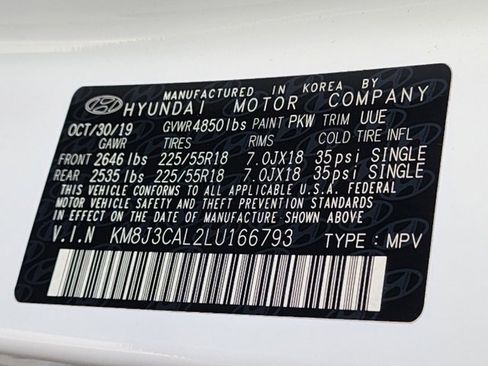 MANUFACTURED IN KOREA BY
HYUNDAI MOTOR COMPANY
OCT/30/19 GVWR 4850 lbs PAINT PKW TRIM UUE
GAWR TIRES RIMS COLD TIRE INFL
FRONT 2646 lbs 225/55R18 7.0JX18 35psi SINGLE
REAR 2535 lbs 225/55R18 7.0JX18 35psi SINGLE
THIS VEHICLE CONFORMS TO ALL APPLICABLE U.S.A. FEDERAL
MOTOR VEHICLE SAFETY, BUMPER, AND THEFT PREVENTION STANDARDS
IN EFFECT ON THE DATE OF MANUFACTURE SHOWN ABOVE.
V.I.N KM8J3CAL2LU166793 TYPE : MPV